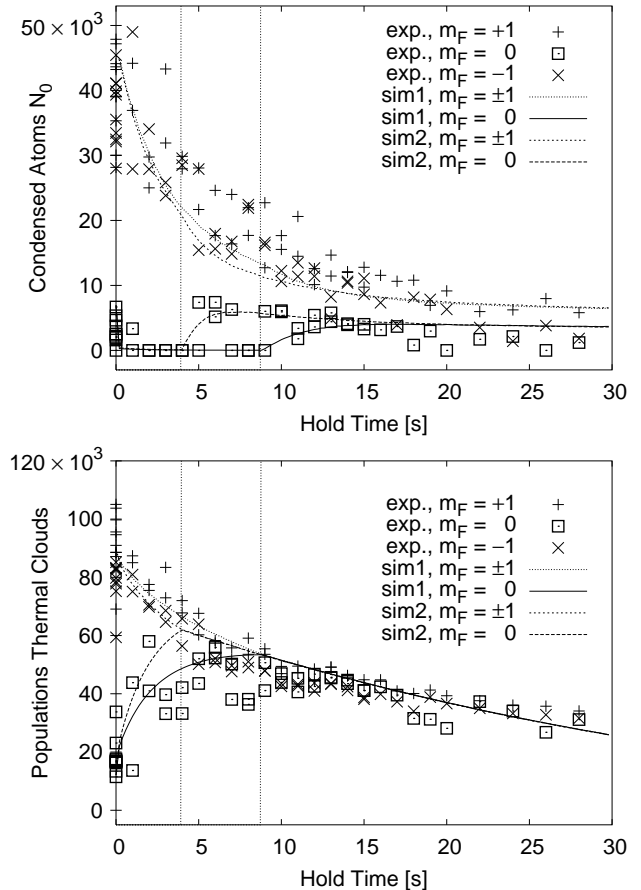 50 × 10³
40
30
20
10
0
Condensed Atoms N₀
exp., m_F = +1
exp., m_F = 0
exp., m_F = −1
sim1, m_F = ±1
sim1, m_F = 0
sim2, m_F = ±1
sim2, m_F = 0
0 5 10 15 20 25 30
Hold Time [s]
120 × 10³
100
80
60
40
20
0
Populations Thermal Clouds
exp., m_F = +1
exp., m_F = 0
exp., m_F = −1
sim1, m_F = ±1
sim1, m_F = 0
sim2, m_F = ±1
sim2, m_F = 0
0 5 10 15 20 25 30
Hold Time [s]